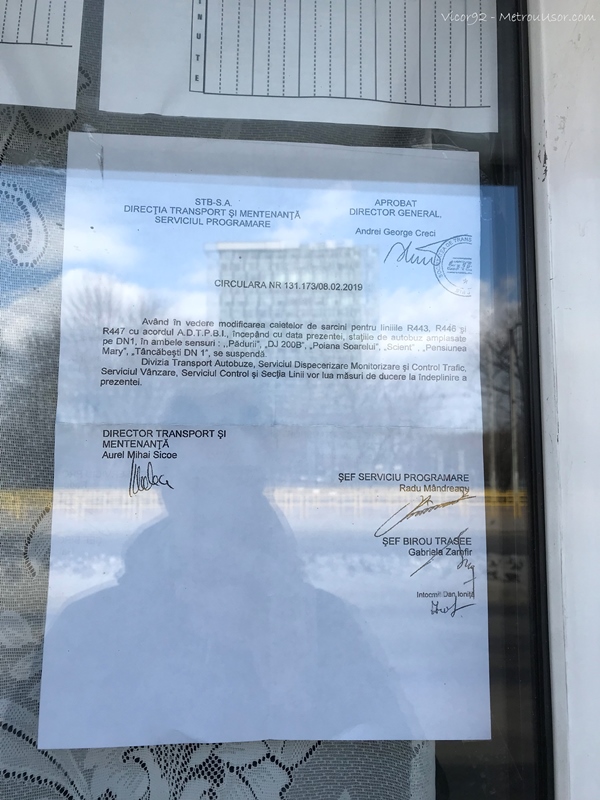 Vicor92 - MetrouUsor.com
INUTE
STB-S.A.
DIRECȚIA TRANSPORT ȘI MENTENANȚĂ
SERVICIUL PROGRAMARE
APROBAT
DIRECTOR GENERAL,
Andrei George Creci
STB
CIRCULARA NR 131.173/08.02.2019
Având în vedere modificarea caietelor de sarcini pentru liniile R443, R446 și
R447 cu acordul A.D.T.P.B.I., începând cu data prezentei, stațiile de autobuz amplasate
pe DN1, în ambele sensuri : ,,Pădurii", „DJ 200B", „Poiana Soarelui", „Scient" , „Pensiunea
Mary", „Tâncăbești DN 1", se suspendă.
Divizia Transport Autobuze, Serviciul Dispecerizare Monitorizare și Control Trafic,
Serviciul Vânzare, Serviciul Control și Secția Linii vor lua măsuri de ducere la îndeplinire a
prezentei.
DIRECTOR TRANSPORT ȘI
MENTENANȚĂ
Aurel Mihai Sicoe
ȘEF SERVICIU PROGRAMARE
Radu Mândreanu
ȘEF BIROU TRASEE
Gabriela Zamfir
Intocmit Dan Ioniță